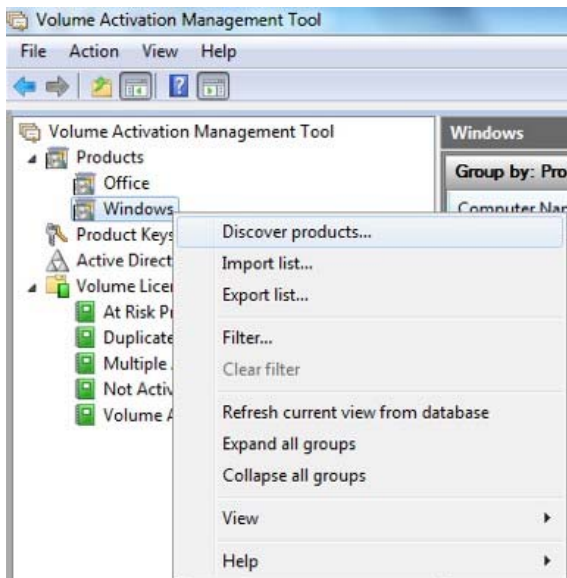 Volume Activation Management Tool
File Action View Help
Volume Activation Management Tool
Products
Office
Windows
Product Keys
Active Direct
Volume Licen
At Risk P
Duplicate
Multiple
Not Activ
Volume A
Windows
Group by: Pro
Computer Nam
Discover products...
Import list...
Export list...
Filter...
Clear filter
Refresh current view from database
Expand all groups
Collapse all groups
View
Help